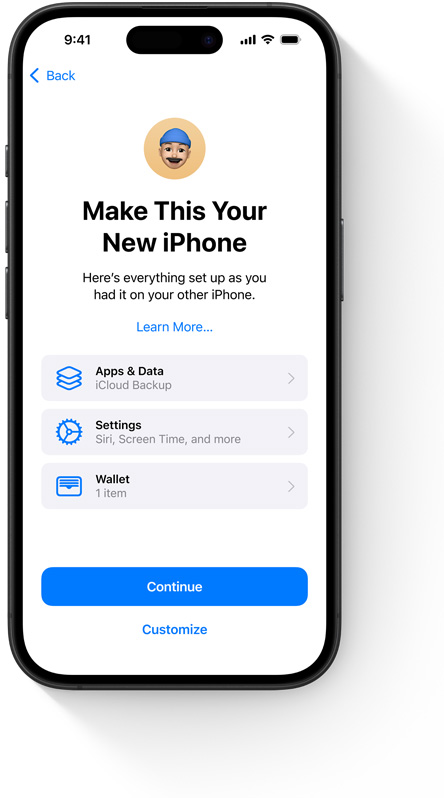 9:41
Back
Make This Your
New iPhone
Here’s everything set up as you
had it on your other iPhone.
Learn More...
Apps & Data
iCloud Backup
Settings
Siri, Screen Time, and more
Wallet
1 item
Continue
Customize